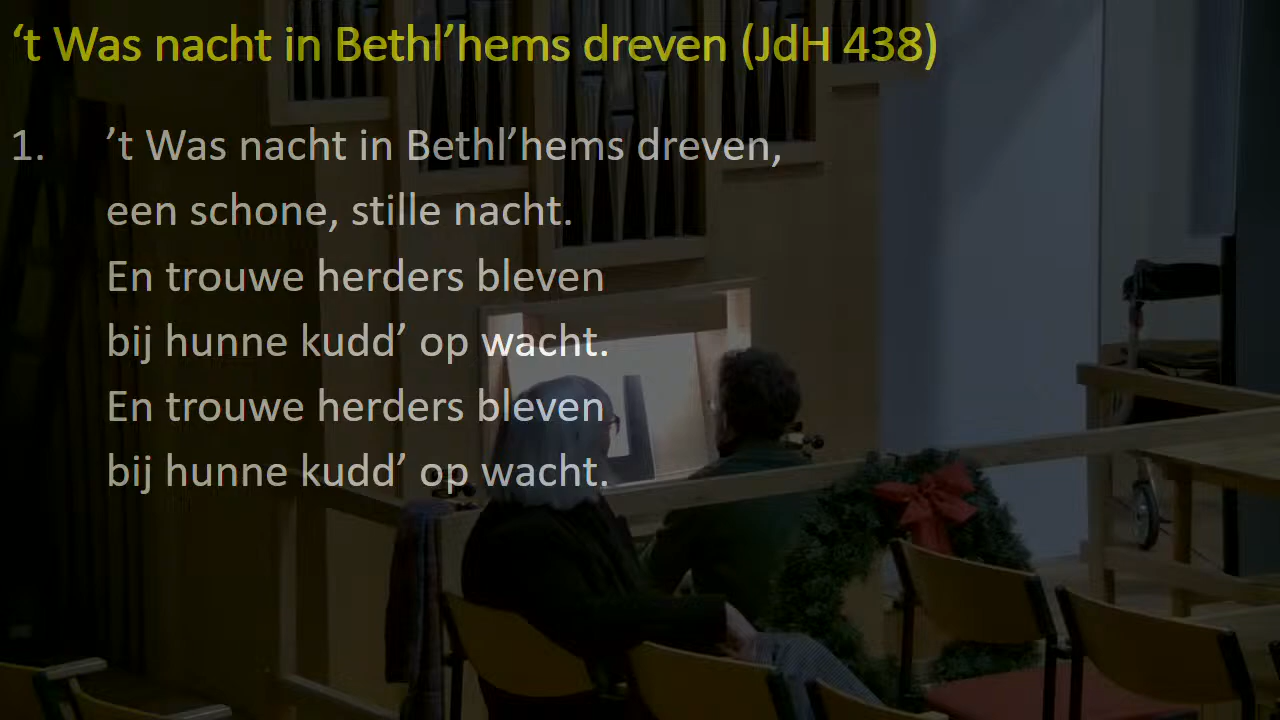 ‘t Was nacht in Bethl’hems dreven (JdH 438)
1. ’t Was nacht in Bethl’hems dreven,
een schone, stille nacht.
En trouwe herders bleven
bij hunne kudd’ op wacht.
En trouwe herders bleven
bij hunne kudd’ op wacht.